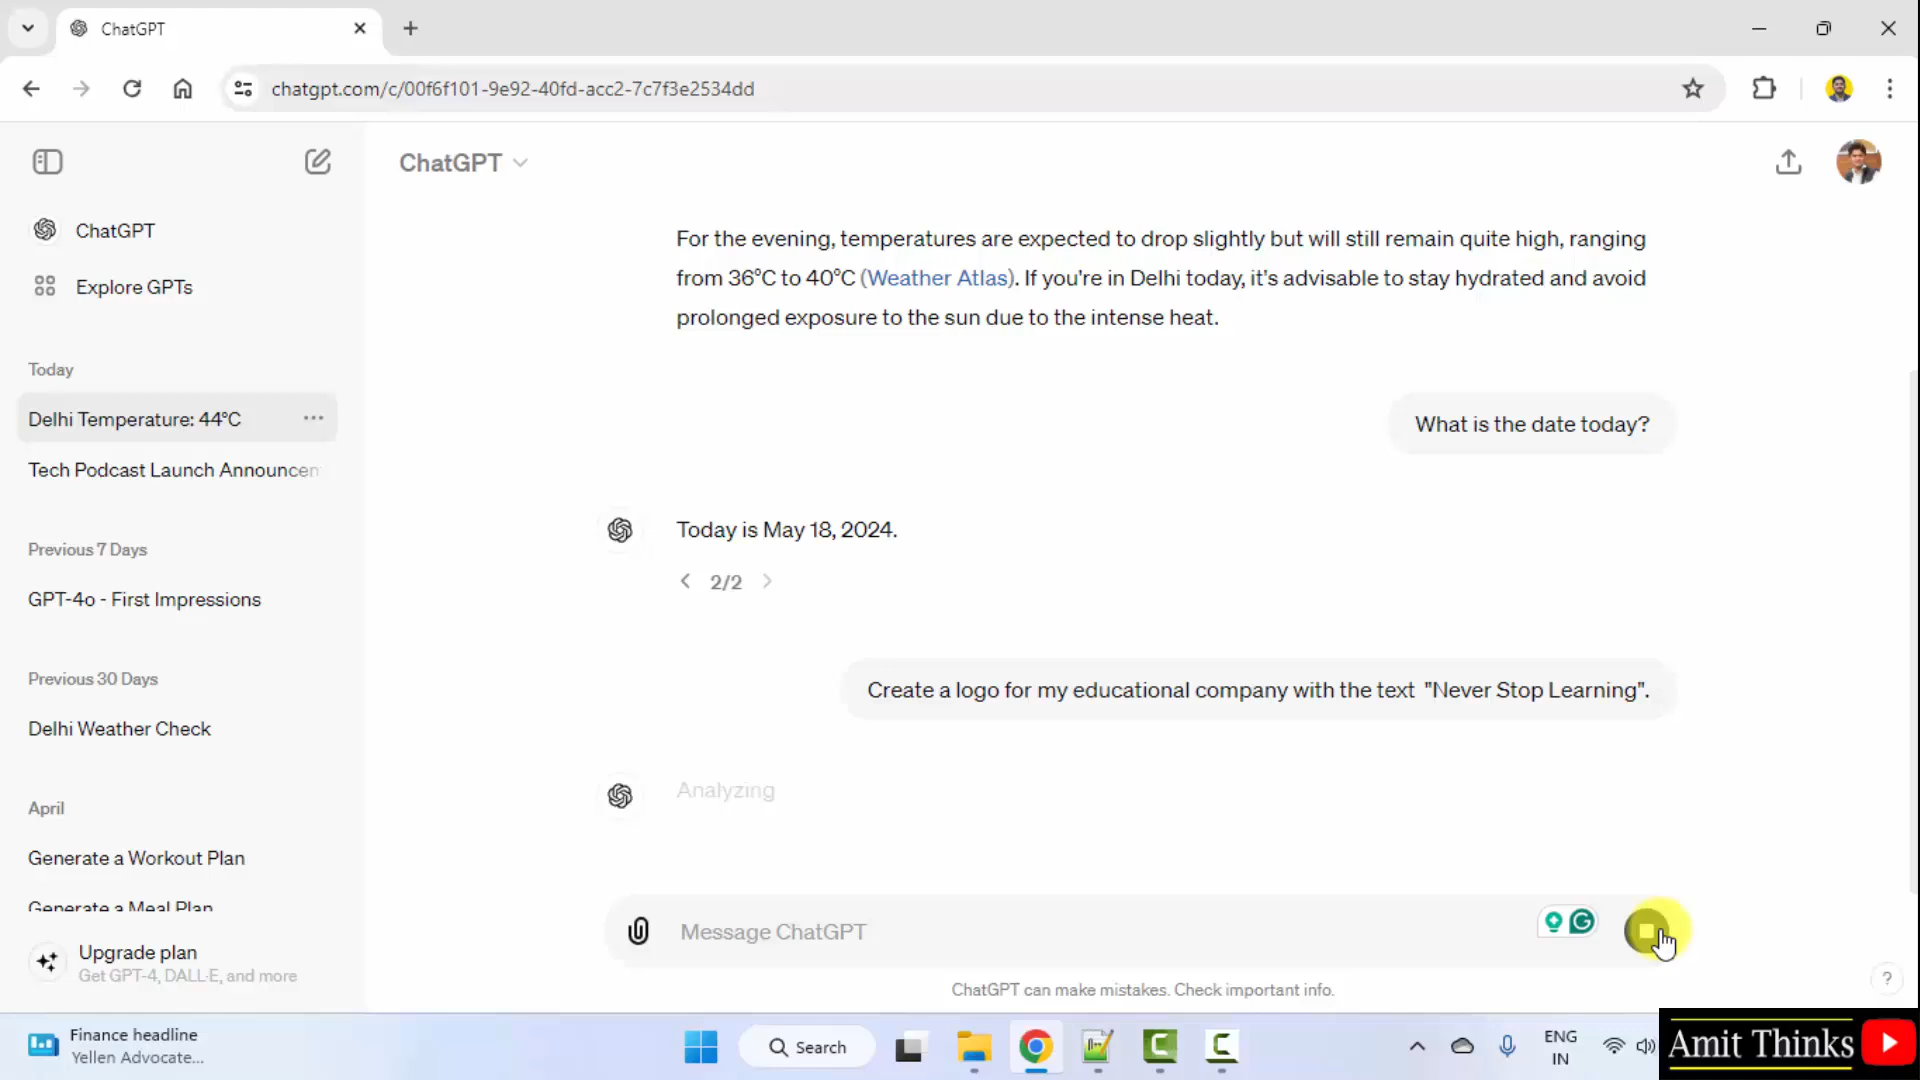 ChatGPT
chatgpt.com/c/00f6f101-9e92-40fd-acc2-7c7f3e2534dd
ChatGPT
Explore GPTs
Today
Delhi Temperature: 44°C
Tech Podcast Launch Announcem
Previous 7 Days
GPT-4o - First Impressions
Previous 30 Days
Delhi Weather Check
April
Generate a Workout Plan
Generate a Meal Plan
Upgrade plan
Get GPT-4, DALL·E, and more
ChatGPT
For the evening, temperatures are expected to drop slightly but will still remain quite high, ranging
from 36°C to 40°C (Weather Atlas). If you're in Delhi today, it's advisable to stay hydrated and avoid
prolonged exposure to the sun due to the intense heat.
What is the date today?
Today is May 18, 2024.
2/2
Create a logo for my educational company with the text "Never Stop Learning".
Analyzing
Message ChatGPT
ChatGPT can make mistakes. Check important info.
?
Finance headline
Yellen Advocate...
Search
ENG
IN
Amit Thinks